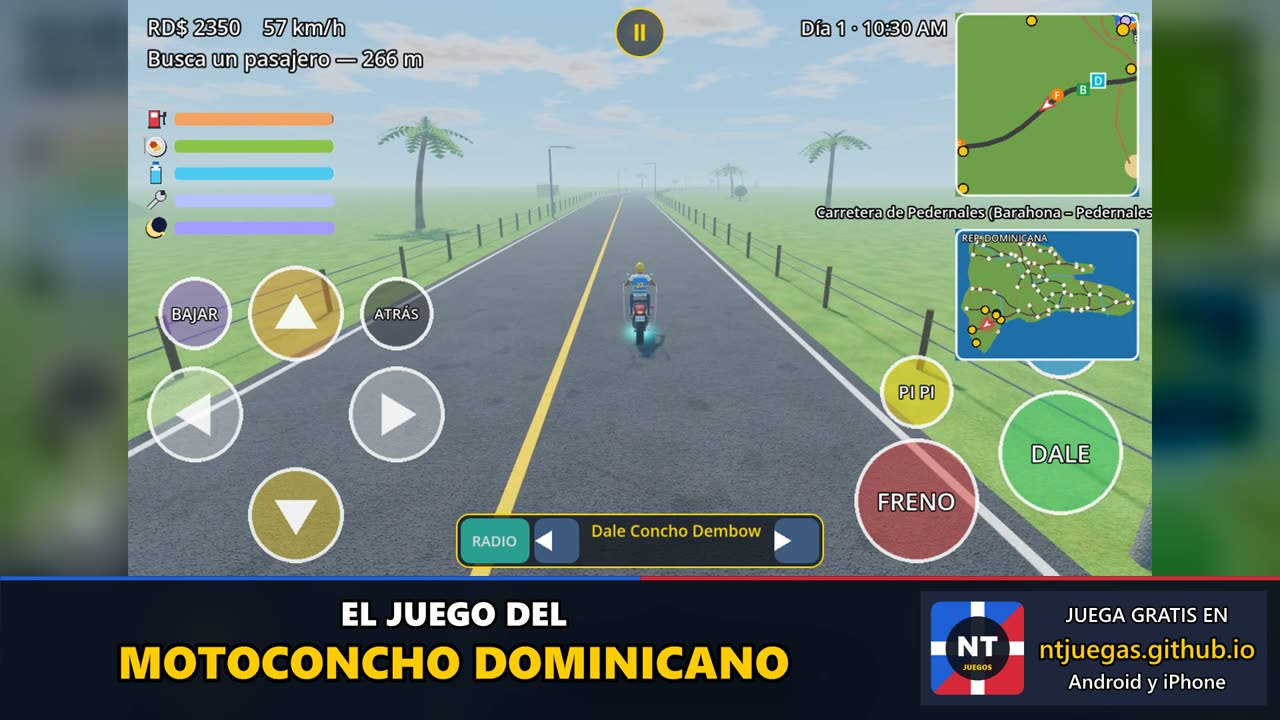 RD$ 2350 57 km/h
Busca un pasajero — 266 m
Día 1 · 10:30 AM
F
B
D
Carretera de Pedernales (Barahona - Pedernales
REP. DOMINICANA
BAJAR
ATRÁS
PI PI
DALE
FRENO
RADIO
Dale Concho Dembow
EL JUEGO DEL
MOTOCONCHO DOMINICANO
NT
JUEGOS
JUEGA GRATIS EN
ntjuegas.github.io
Android y iPhone